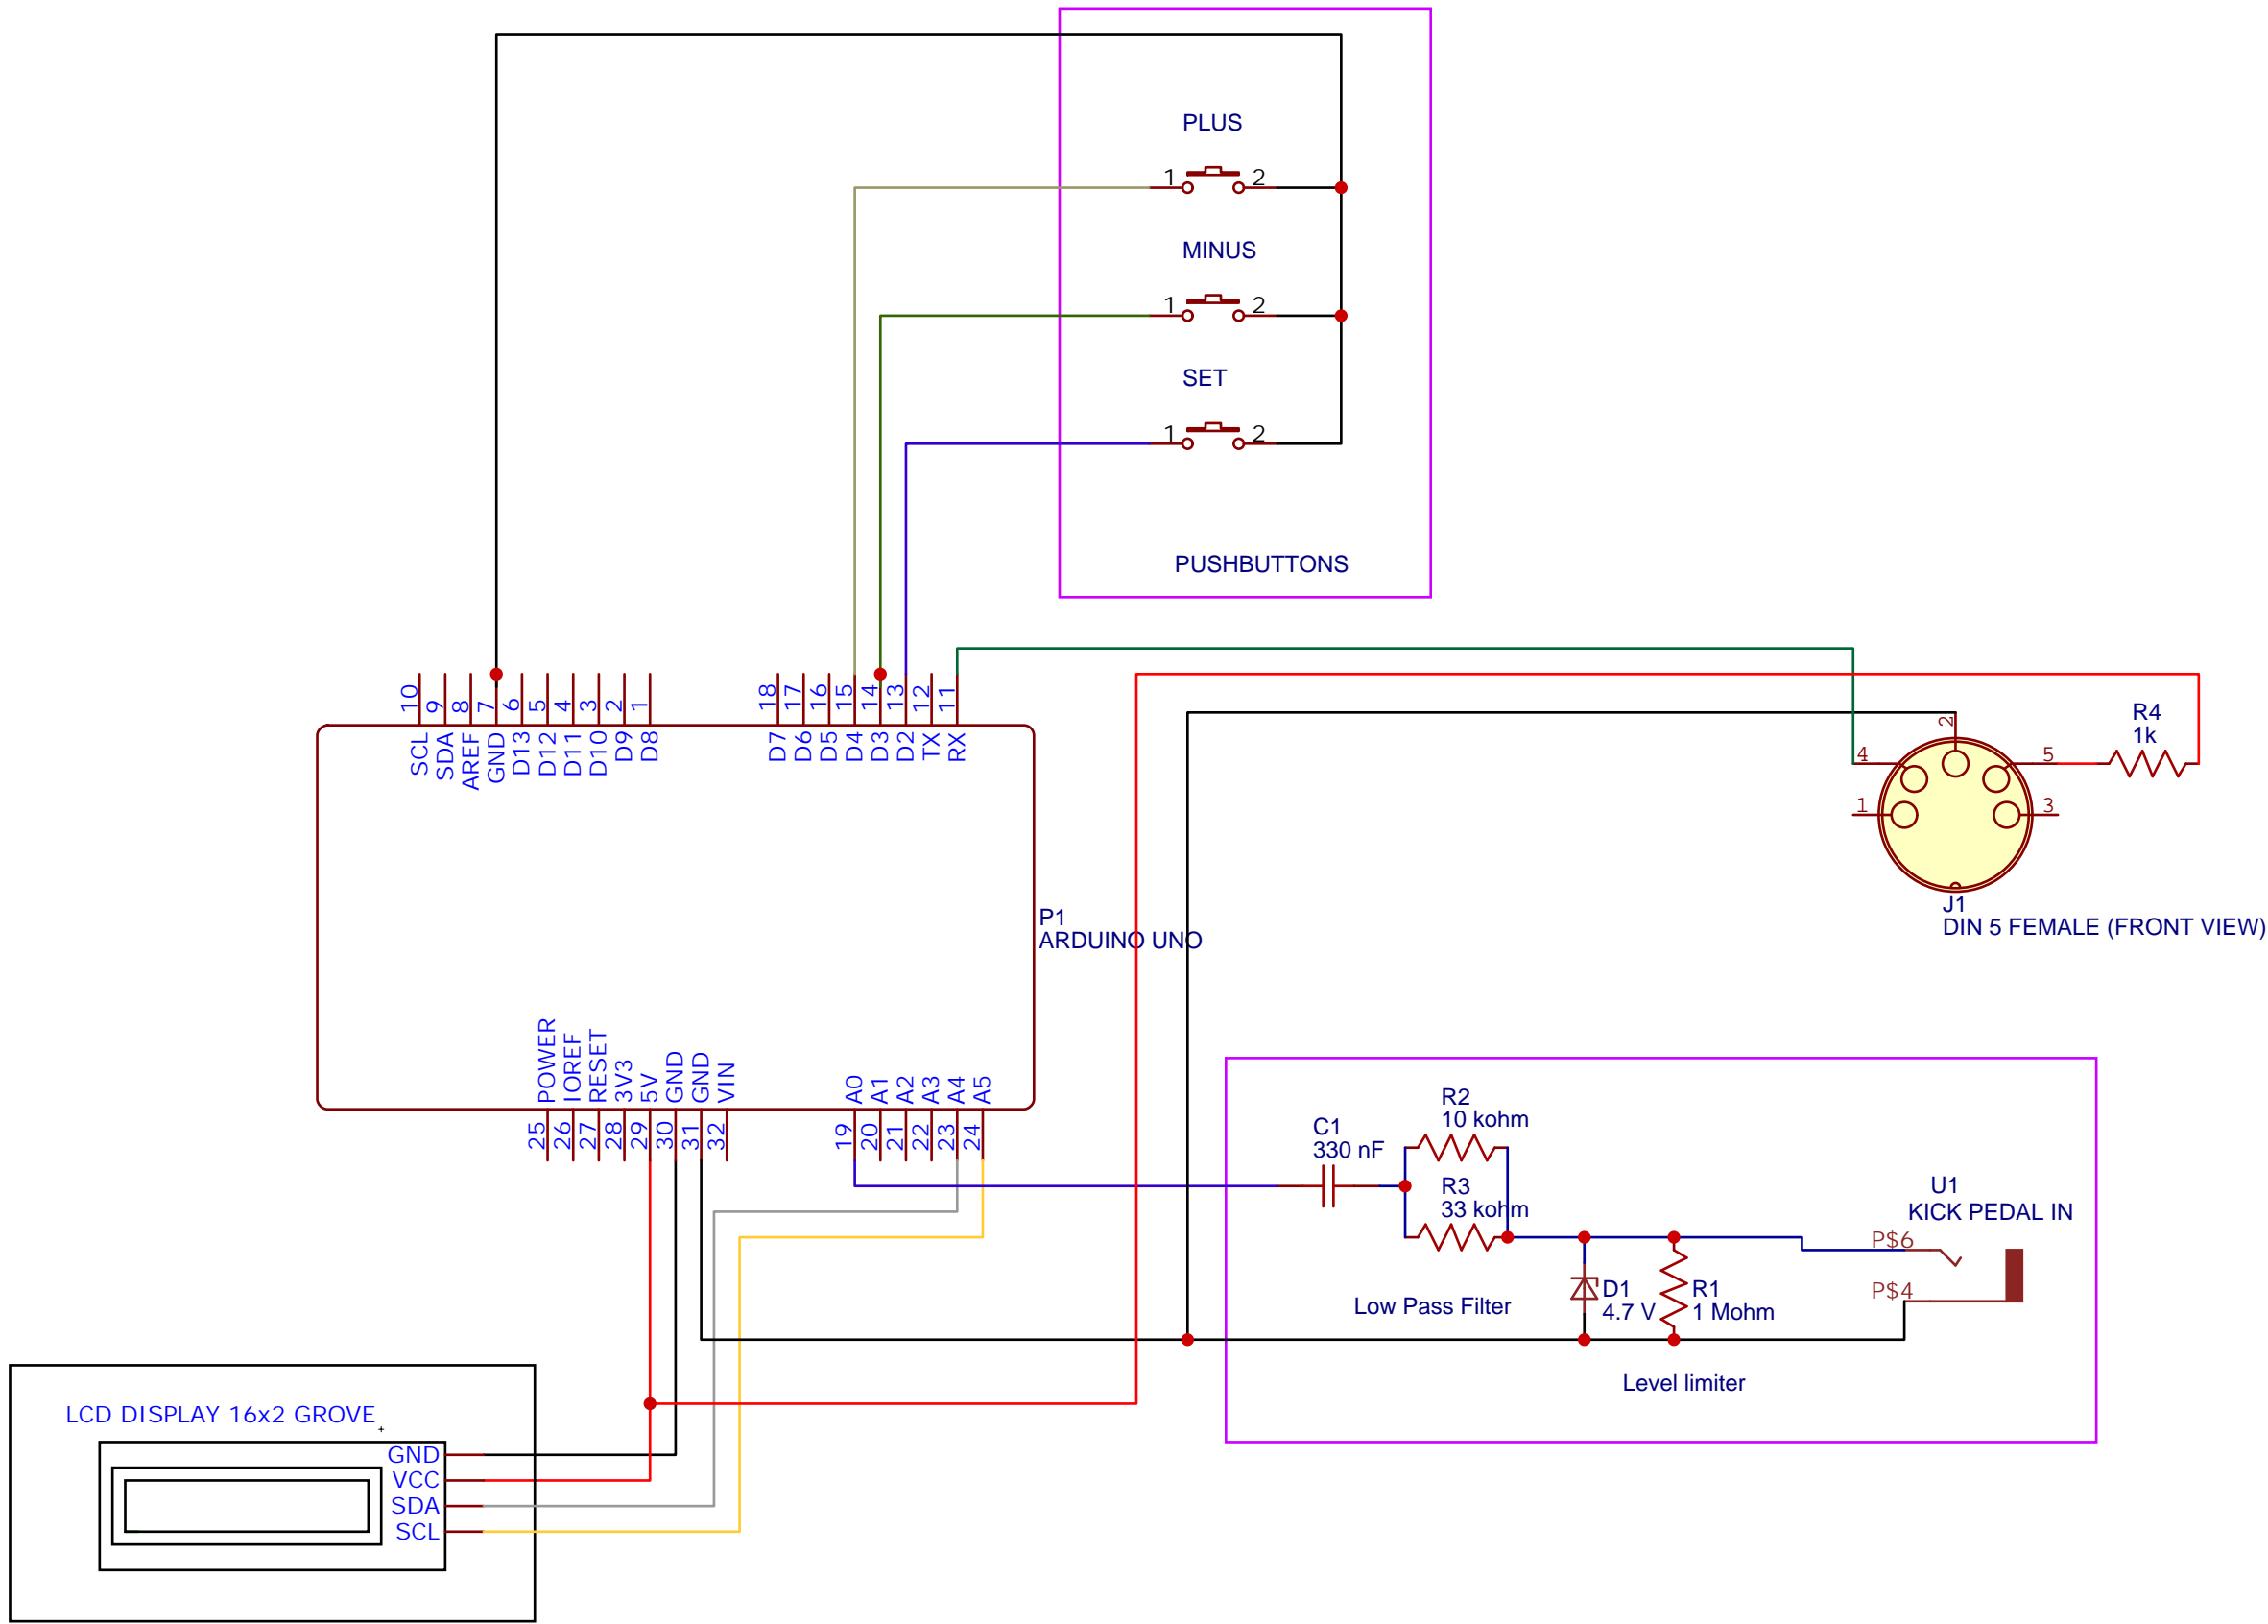 PLUS
1 2
MINUS
1 2
SET
1 2
PUSHBUTTONS
10 9 8 7 6 5 4 3 2 1 18 17 16 15 14 13 12 11
SCL SDA AREF GND D13 D12 D11 D10 D9 D8 D7 D6 D5 D4 D3 D2 TX RX
P1
ARDUINO UNO
POWER IOREF RESET 3V3 5V GND GND VIN A0 A1 A2 A3 A4 A5
25 26 27 28 29 30 31 32 19 20 21 22 23 24
2
4 5
1 3
R4
1k
J1
DIN 5 FEMALE (FRONT VIEW)
R2
10 kohm
C1
330 nF
R3
33 kohm
U1
KICK PEDAL IN
P$6
P$4
D1
4.7 V
R1
1 Mohm
Low Pass Filter
Level limiter
LCD DISPLAY 16x2 GROVE
+
GND
VCC
SDA
SCL